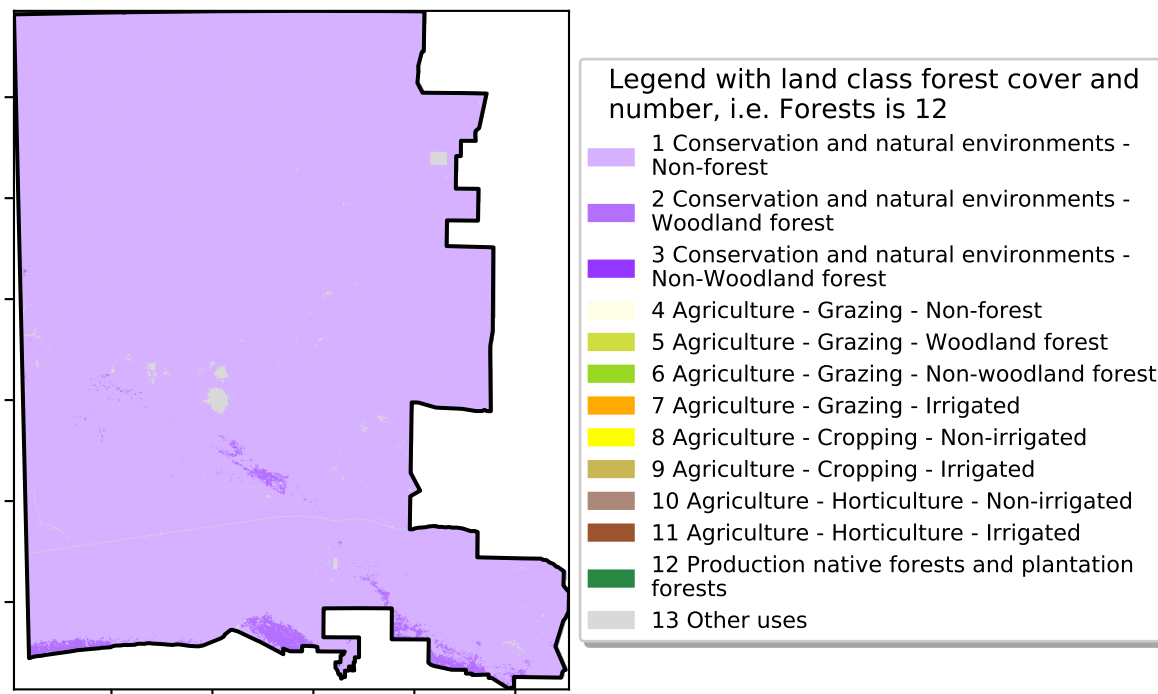 Legend with land class forest cover and
number, i.e. Forests is 12
1 Conservation and natural environments -
Non-forest
2 Conservation and natural environments -
Woodland forest
3 Conservation and natural environments -
Non-Woodland forest
4 Agriculture - Grazing - Non-forest
5 Agriculture - Grazing - Woodland forest
6 Agriculture - Grazing - Non-woodland forest
7 Agriculture - Grazing - Irrigated
8 Agriculture - Cropping - Non-irrigated
9 Agriculture - Cropping - Irrigated
10 Agriculture - Horticulture - Non-irrigated
11 Agriculture - Horticulture - Irrigated
12 Production native forests and plantation
forests
13 Other uses